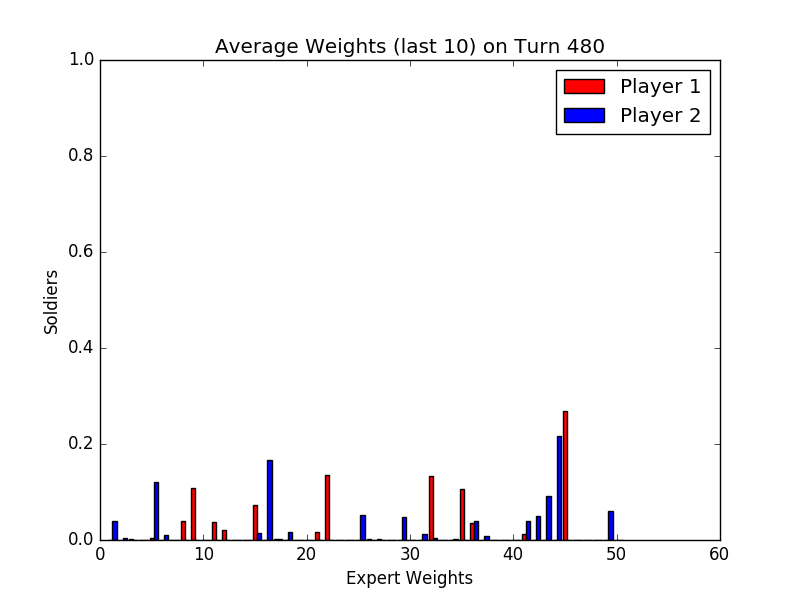 Average Weights (last 10) on Turn 480
1.0
0.8
0.6
0.4
0.2
0.0
Soldiers
Player 1
Player 2
0 10 20 30 40 50 60
Expert Weights